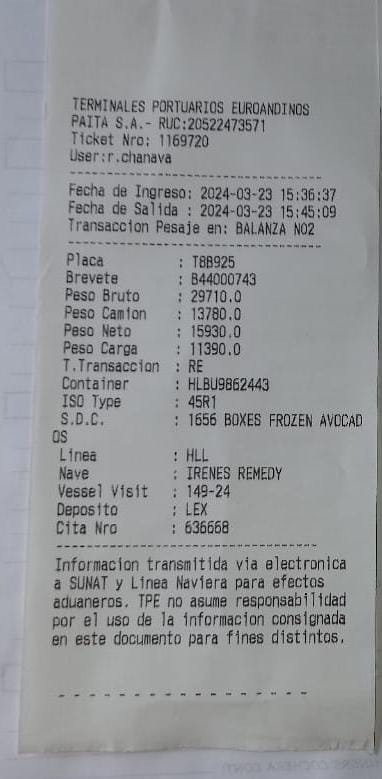 TERMINALES PORTUARIOS EUROANDINOS
PAITA S.A.- RUC:20522473571
Ticket Nro: 1169720
User:r.chanava
Fecha de Ingreso: 2024-03-23 15:36:37
Fecha de Salida : 2024-03-23 15:45:09
Transaccion Pesaje en: BALANZA NO2
Placa : T8B925
Brevete : B44000743
Peso Bruto : 29710.0
Peso Camion : 13780.0
Peso Neto : 15930.0
Peso Carga : 11390.0
T.Transaccion : RE
Container : HLBU9862443
ISO Type : 45R1
S.D.C. : 1656 BOXES FROZEN AVOCAD
OS
Linea : HLL
Nave : IRENES REMEDY
Vessel Visit : 149-24
Deposito : LEX
Cita Nro : 636668
Informacion transmitida via electronica
a SUNAT y Linea Naviera para efectos
aduaneros. TPE no asume responsabilidad
por el uso de la informacion consignada
en este documento para fines distintos.